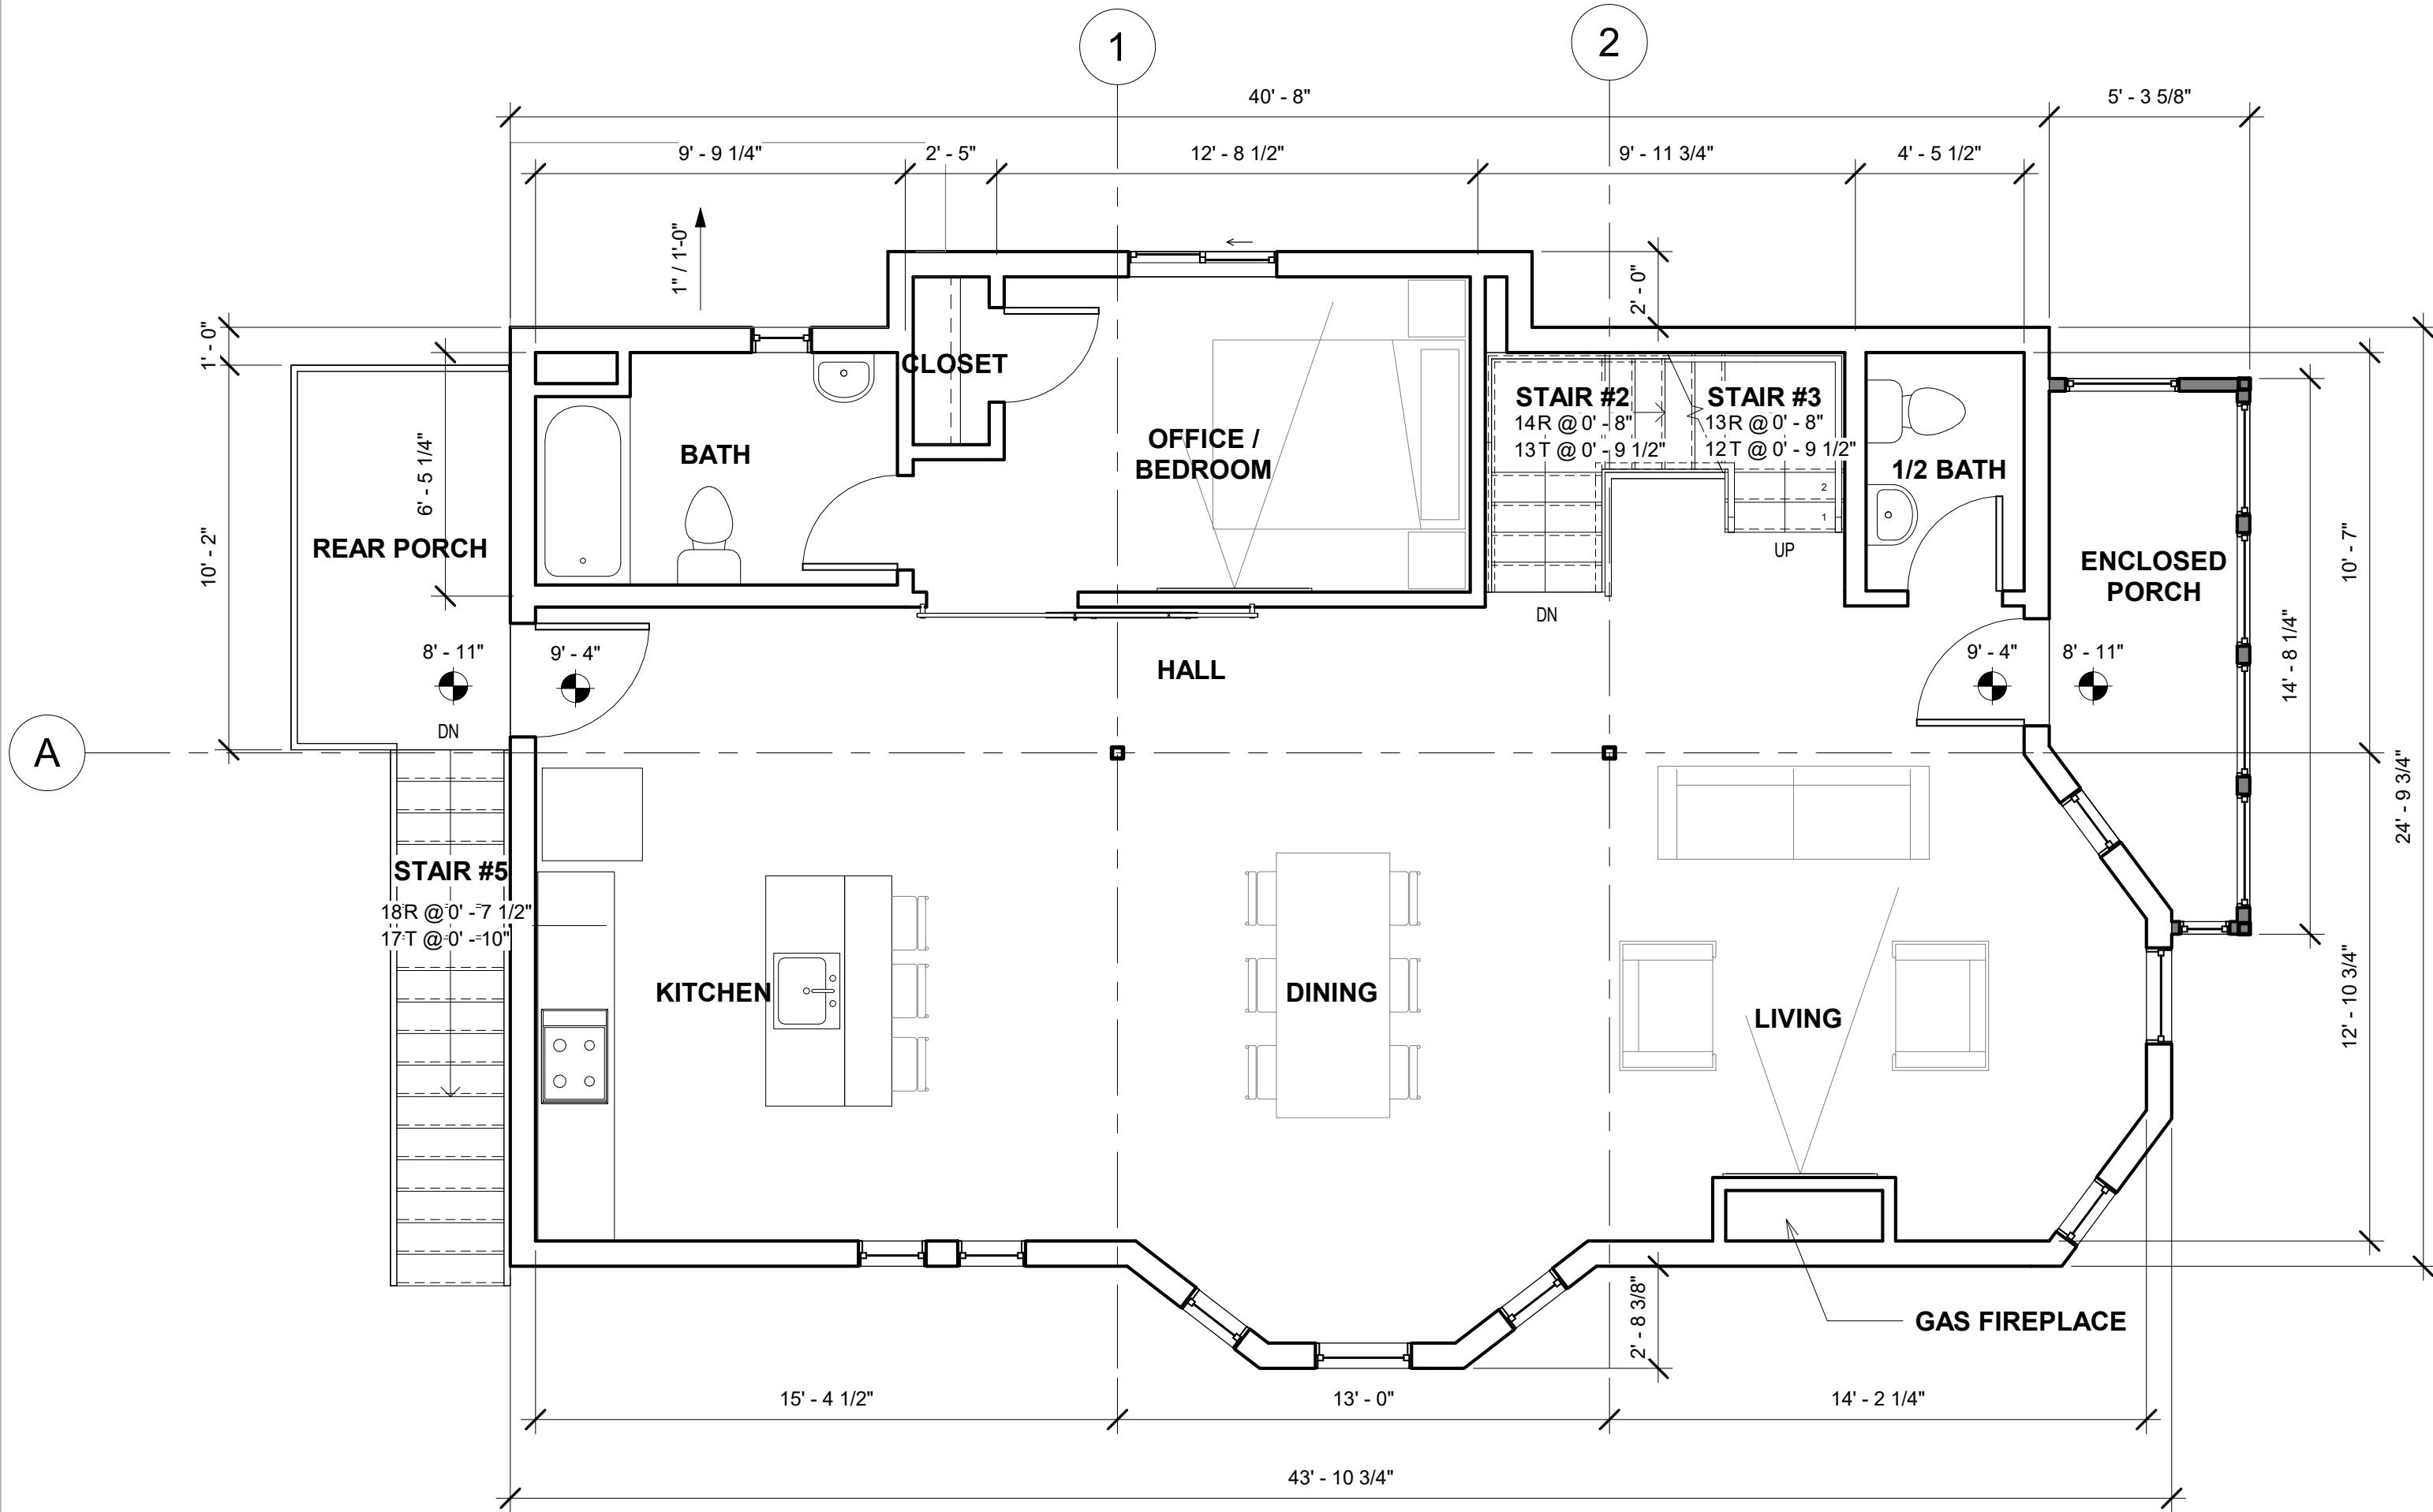 1
2
40' - 8"
5' - 3 5/8"
9' - 9 1/4"
2' - 5"
12' - 8 1/2"
9' - 11 3/4"
4' - 5 1/2"
1" / 1'-0"
2' - 0"
1' - 0"
CLOSET
STAIR #2
14R @ 0' - 8"
13T @ 0' - 9 1/2"
STAIR #3
13R @ 0' - 8"
12T @ 0' - 9 1/2"
6' - 5 1/4"
BATH
OFFICE /
BEDROOM
1/2 BATH
2
1
10' - 2"
REAR PORCH
UP
10' - 7"
ENCLOSED
PORCH
DN
14' - 8 1/4"
8' - 11"
9' - 4"
HALL
9' - 4"
8' - 11"
DN
A
24' - 9 3/4"
STAIR #5
18R @ 0' - 7 1/2"
17T @ 0' - 10"
KITCHEN
DINING
LIVING
12' - 10 3/4"
2' - 8 3/8"
GAS FIREPLACE
15' - 4 1/2"
13' - 0"
14' - 2 1/4"
43' - 10 3/4"